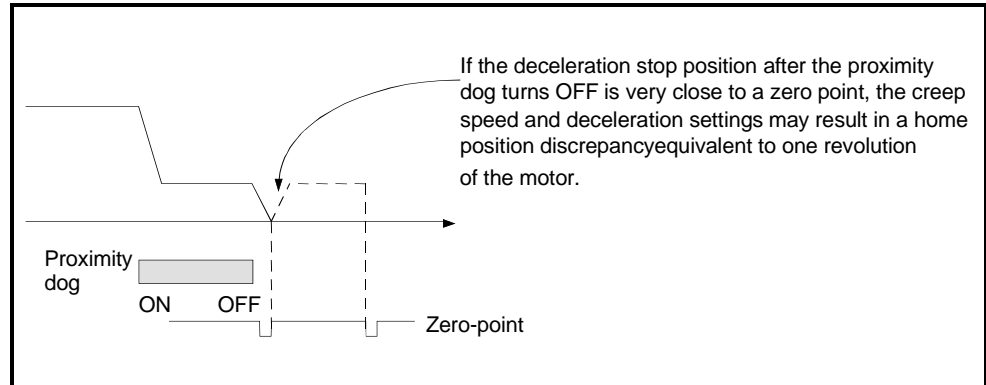 If the deceleration stop position after the proximity
dog turns OFF is very close to a zero point, the creep
speed and deceleration settings may result in a home
position discrepancyequivalent to one revolution
of the motor.
Proximity
dog
ON OFF
Zero-point